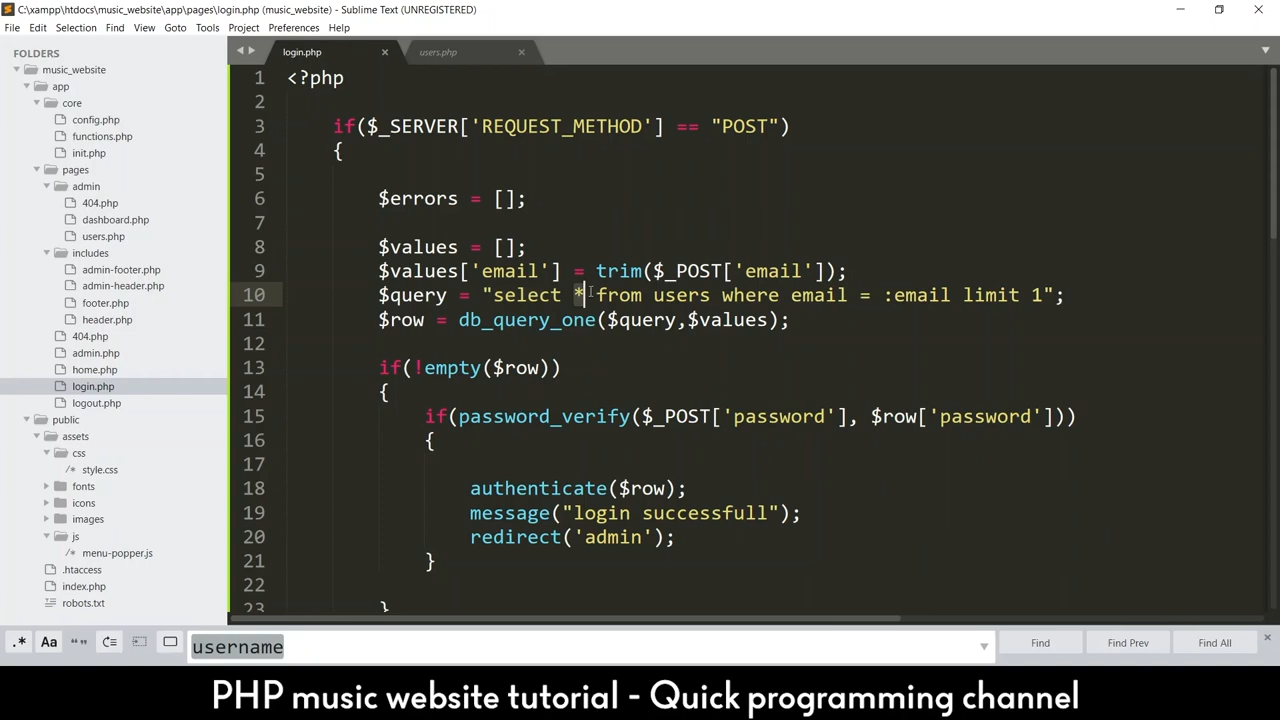 C:\xampp\htdocs\music_website\app\pages\login.php (music_website) - Sublime Text (UNREGISTERED)
File Edit Selection Find View Goto Tools Project Preferences Help
FOLDERS
music_website
app
core
config.php
functions.php
init.php
pages
admin
404.php
dashboard.php
users.php
includes
admin-footer.php
admin-header.php
footer.php
header.php
404.php
admin.php
home.php
login.php
logout.php
public
assets
css
/* style.css
fonts
icons
images
js
/* menu-popper.js
.htaccess
index.php
robots.txt
login.php users.php
1 <?php
2
3 if($_SERVER['REQUEST_METHOD'] == "POST")
4 {
5
6 $errors = [];
7
8 $values = [];
9 $values['email'] = trim($_POST['email']);
10 $query = "select * from users where email = :email limit 1";
11 $row = db_query_one($query,$values);
12
13 if(!empty($row))
14 {
15 if(password_verify($_POST['password'], $row['password']))
16 {
17
18 authenticate($row);
19 message("login successfull");
20 redirect('admin');
21 }
22
23 }
.* Aa "" username Find Find Prev Find All
PHP music website tutorial - Quick programming channel